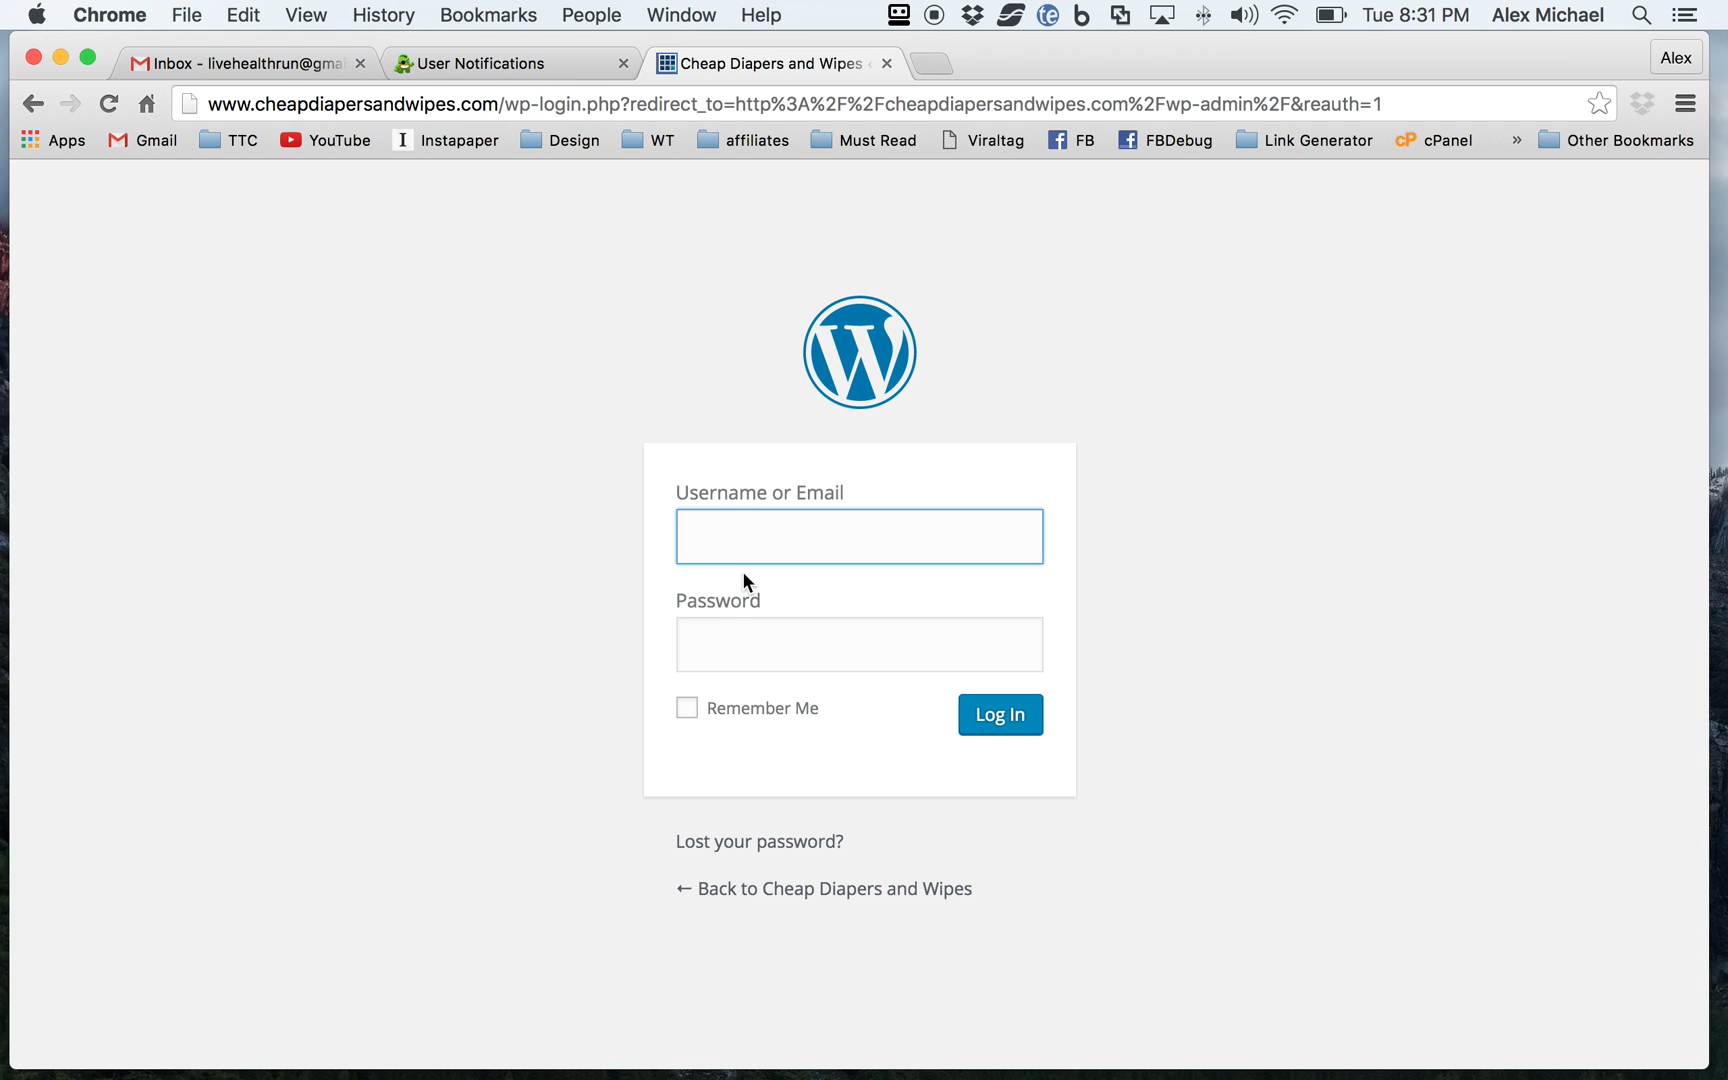 Chrome File Edit View History Bookmarks People Window Help te b Tue 8:31 PM Alex Michael
Inbox - livehealthrun@gmai User Notifications Cheap Diapers and Wipes Alex
www.cheapdiapersandwipes.com/wp-login.php?redirect_to=http%3A%2F%2Fcheapdiapersandwipes.com%2Fwp-admin%2F&reauth=1
Apps Gmail TTC YouTube I Instapaper Design WT affiliates Must Read Viraltag FB FBDebug Link Generator cP cPanel » Other Bookmarks
W
Username or Email
Password
Remember Me Log In
Lost your password?
← Back to Cheap Diapers and Wipes